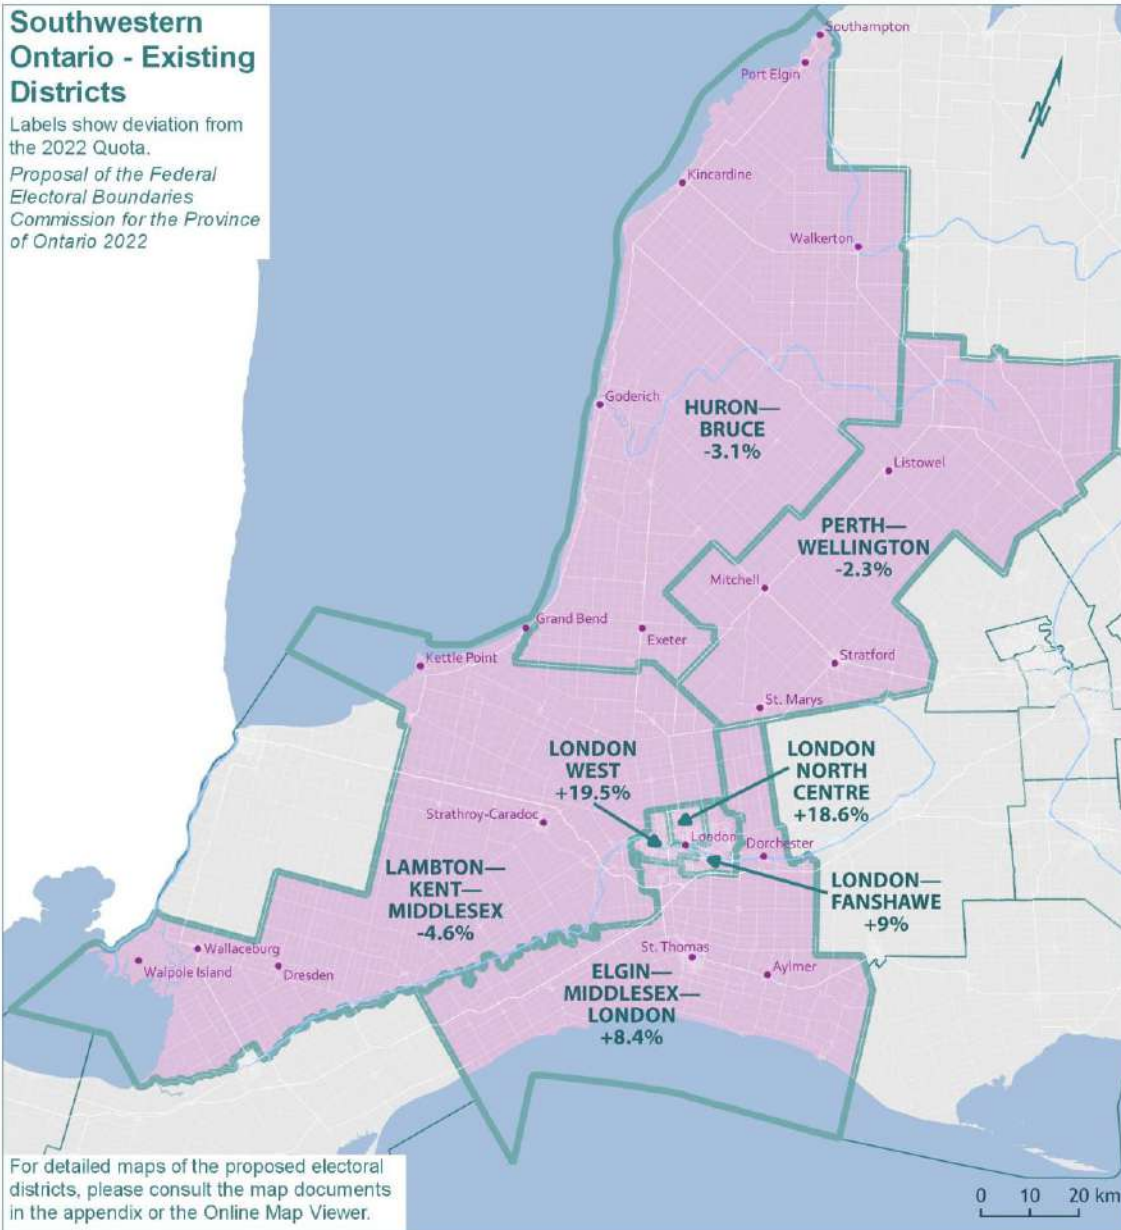 Southwestern
Ontario - Existing
Districts
Labels show deviation from
the 2022 Quota.
Proposal of the Federal
Electoral Boundaries
Commission for the Province
of Ontario 2022
Southampton
Port Elgin
N
Kincardine
Walkerton
Goderich
HURON—
BRUCE
-3.1%
Listowel
PERTH—
WELLINGTON
-2.3%
Mitchell
Grand Bend
Exeter
Kettle Point
Stratford
St. Marys
LONDON
WEST
+19.5%
LONDON
NORTH
CENTRE
+18.6%
Strathroy-Caradoc
London
Dorchester
LAMBTON—
KENT—
MIDDLESEX
-4.6%
LONDON—
FANSHAWE
+9%
Wallaceburg
Walpole Island
Dresden
St. Thomas
Aylmer
ELGIN—
MIDDLESEX—
LONDON
+8.4%
For detailed maps of the proposed electoral
districts, please consult the map documents
in the appendix or the Online Map Viewer.
0 10 20 km